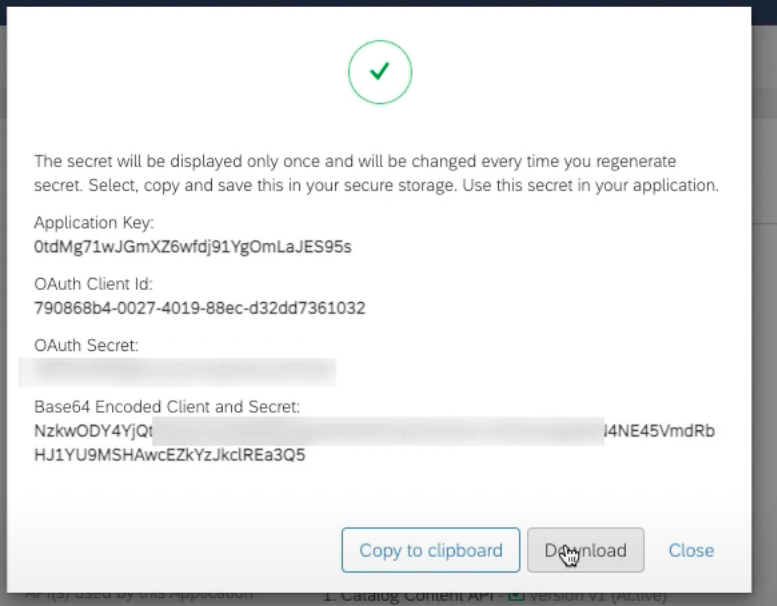 The secret will be displayed only once and will be changed every time you regenerate
secret. Select, copy and save this in your secure storage. Use this secret in your application.
Application Key:
0tdMg71wJGmXZ6wfdj91YgOmLaJES95s
OAuth Client Id:
790868b4-0027-4019-88ec-d32dd7361032
OAuth Secret:
Base64 Encoded Client and Secret:
NzkwODY4YjQt J4NE45VmdRb
HJ1YU9MSHAwcEZkYzJkclREa3Q5
Copy to clipboard Download Close
API(s) used by this Application 1. Catalog Content API - Version v1 (Active)